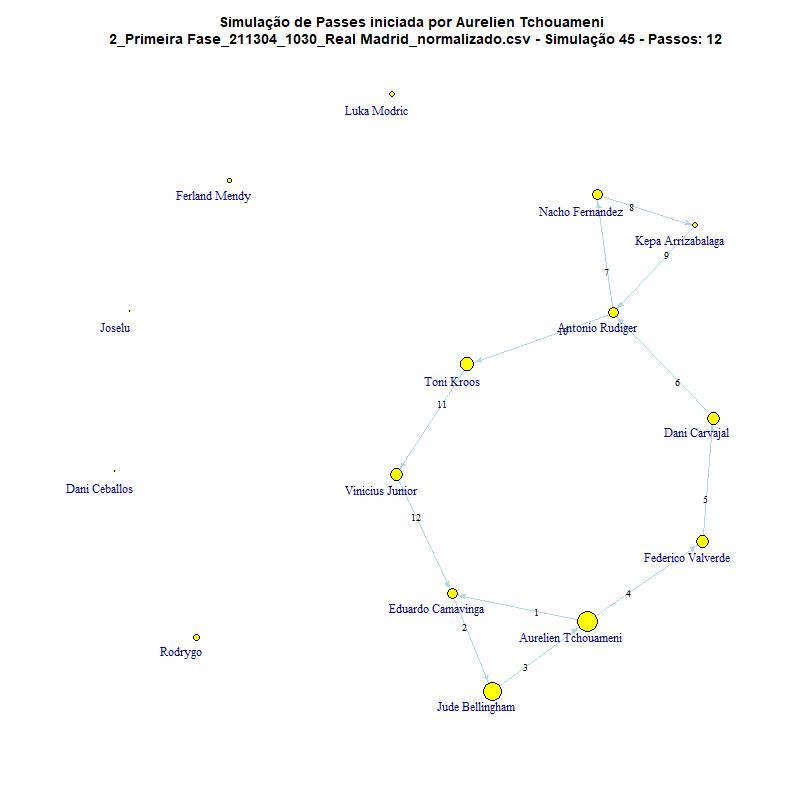 Simulação de Passes iniciada por Aurelien Tchouameni
2_Primeira Fase_211304_1030_Real Madrid_normalizado.csv - Simulação 45 - Passos: 12
Luka Modric
Ferland Mendy
Nacho Fernandez
8
Kepa Arrizabalaga
9
7
Joselu
Antonio Rudiger
10
Toni Kroos
6
11
Dani Carvajal
Dani Ceballos
Vinicius Junior
5
12
Federico Valverde
4
Eduardo Camavinga
1
2
Aurelien Tchouameni
Rodrygo
3
Jude Bellingham